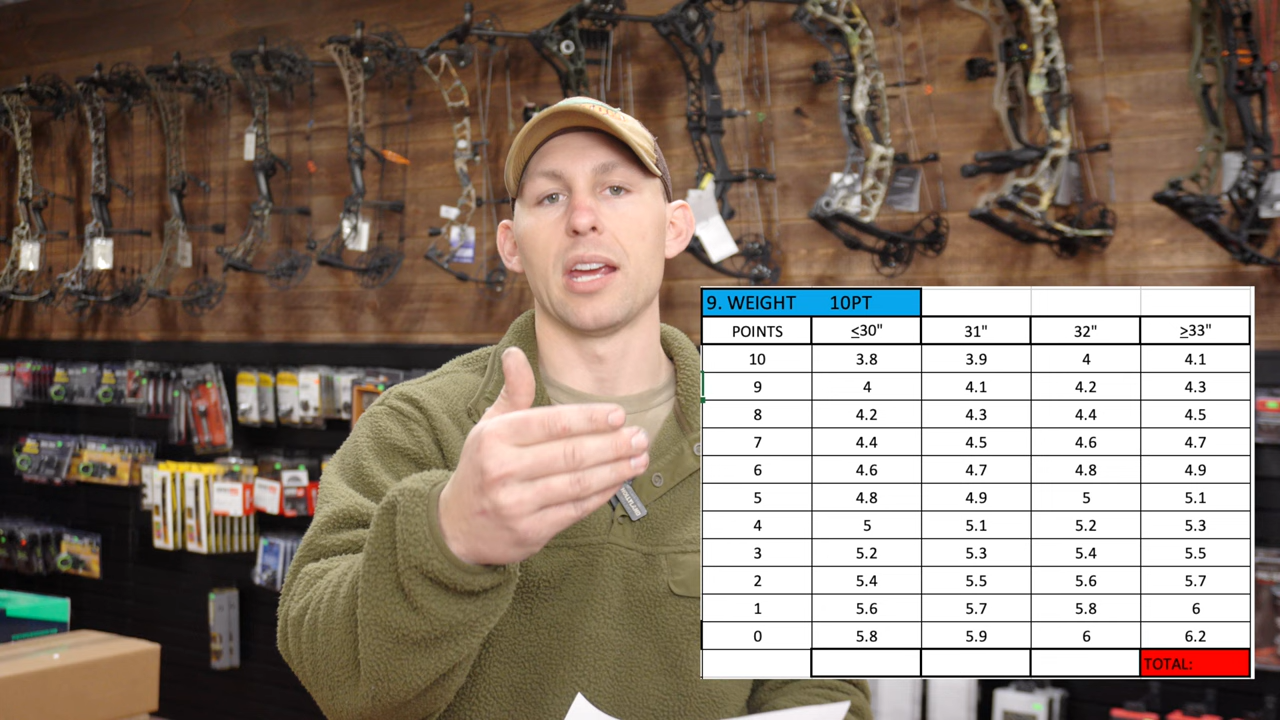 9. WEIGHT 10PT
POINTS ≤30" 31" 32" ≥33"
10 3.8 3.9 4 4.1
9 4 4.1 4.2 4.3
8 4.2 4.3 4.4 4.5
7 4.4 4.5 4.6 4.7
6 4.6 4.7 4.8 4.9
5 4.8 4.9 5 5.1
4 5 5.1 5.2 5.3
3 5.2 5.3 5.4 5.5
2 5.4 5.5 5.6 5.7
1 5.6 5.7 5.8 6
0 5.8 5.9 6 6.2
TOTAL: